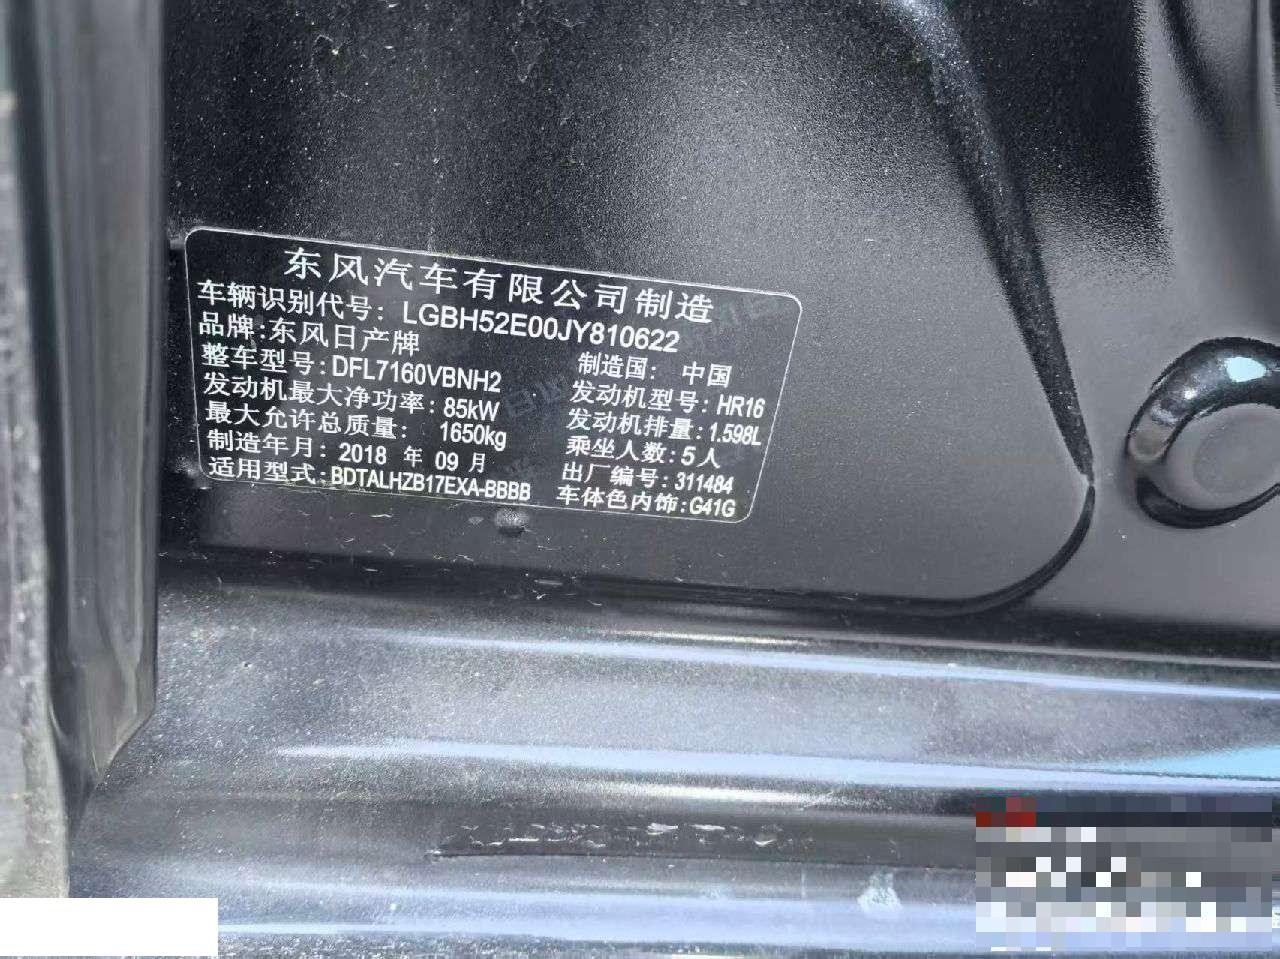 东风汽车有限公司制造
车辆识别代号: LGBH52E00JY810622
品牌:东风日产牌 制造国: 中国
整车型号:DFL7160VBNH2 发动机型号: HR16
发动机最大净功率: 85kW 发动机排量: 1.598L
最大允许总质量: 1650kg 乘坐人数: 5人
制造年月: 2018 年 09 月 出厂编号: 311484
适用型式:BDTALHZB17EXA-BBBB 车体色内饰:G41G